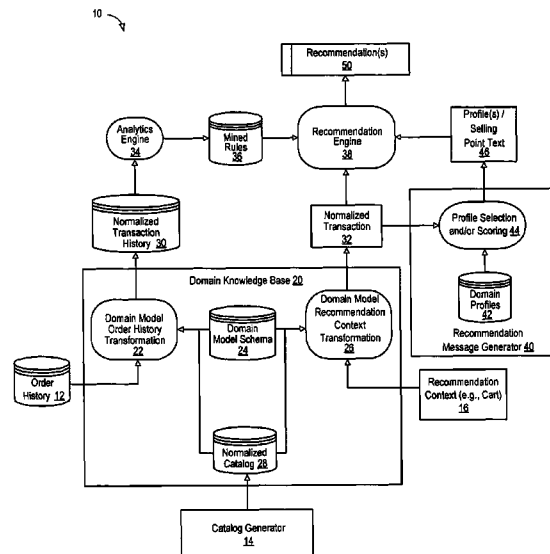 10
Recommendation(s)
50
Analytics
Engine
34
Mined
Rules
36
Recommendation
Engine
38
Profile(s) /
Selling
Point Text
46
Normalized
Transaction
History
30
Normalized
Transaction
32
Profile Selection
and/or Scoring 44
Domain
Profiles
42
Recommendation
Message Generator 40
Domain Knowledge Base 20
Domain Model
Order History
Transformation
22
Domain
Model Schema
24
Domain Model
Recommendation
Context
Transformation
26
Order
History 12
Recommendation
Context (e.g., Cart)
16
Normalized
Catalog 28
Catalog Generator
14